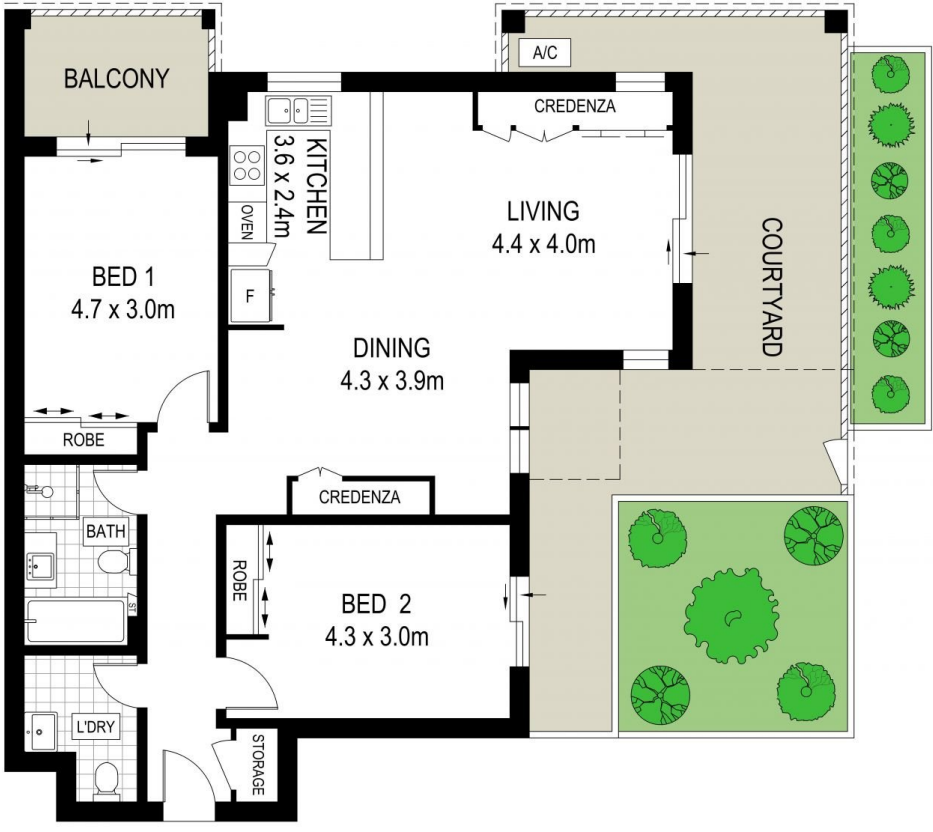 BALCONY
A/C
CREDENZA
KITCHEN
3.6 x 2.4m
OVEN
F
LIVING
4.4 x 4.0m
COURTYARD
BED 1
4.7 x 3.0m
DINING
4.3 x 3.9m
ROBE
CREDENZA
BATH
ST
ROBE
BED 2
4.3 x 3.0m
L'DRY
STORAGE